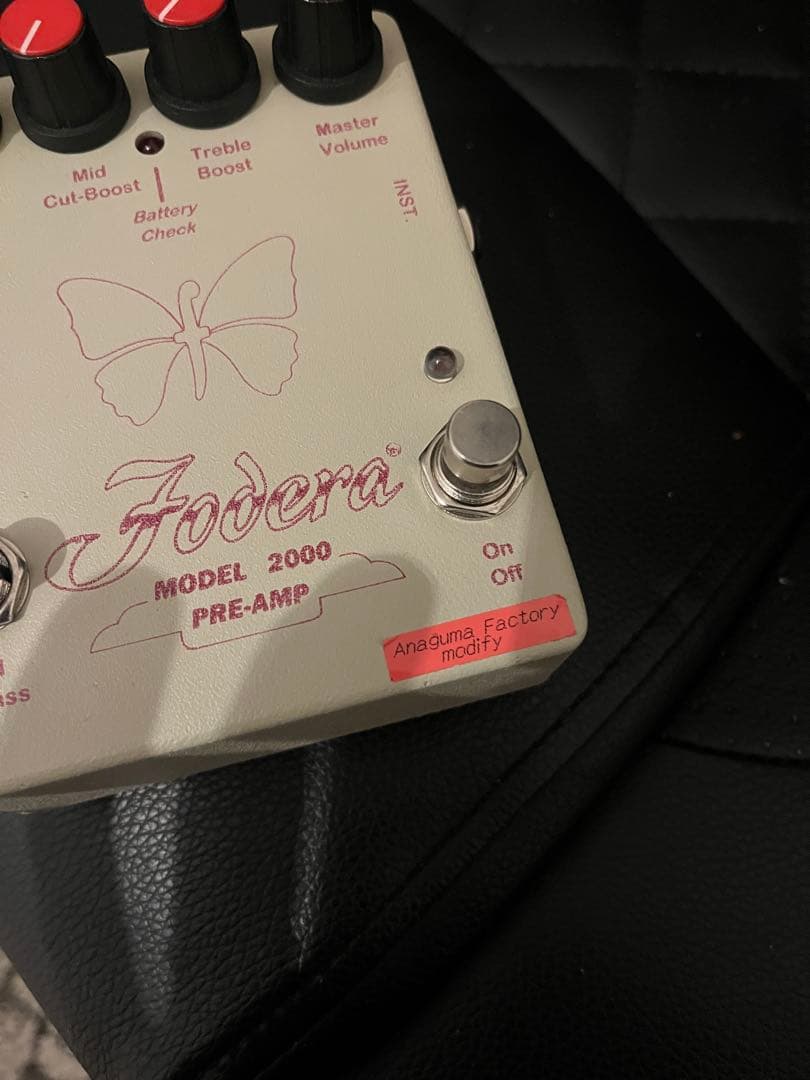 Mid
Cut-Boost
Treble
Boost
Master
Volume
Battery
Check
INST.
Fodera®
MODEL 2000
PRE-AMP
On
Off
Anaguma Factory
modify